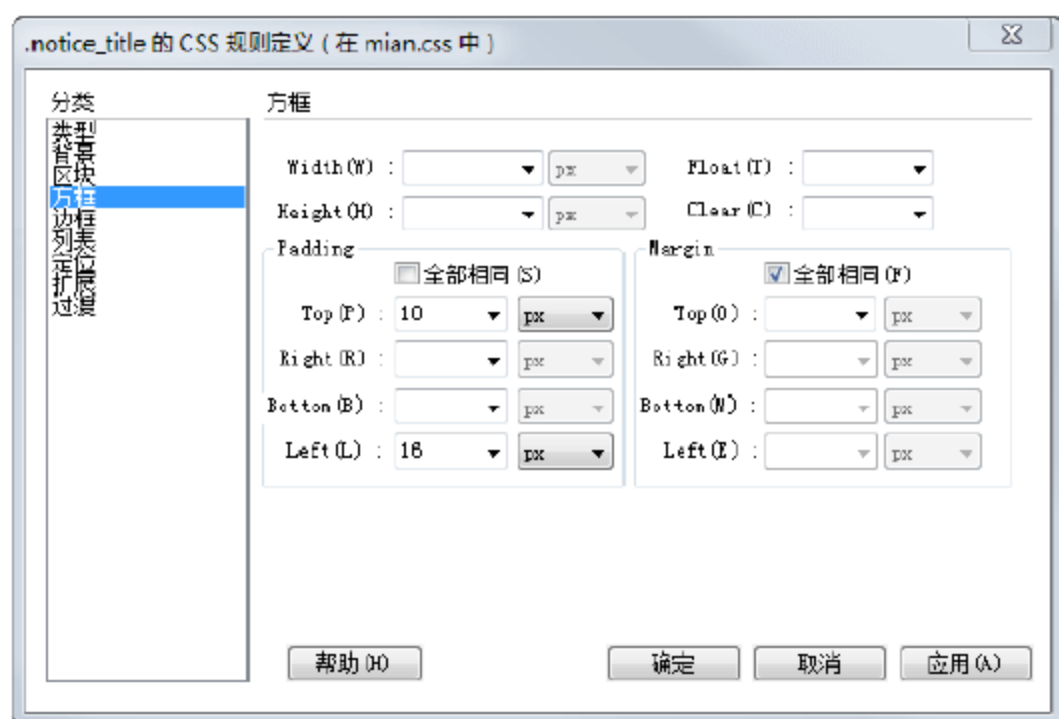 .notice_title 的 CSS 规则定义 ( 在 mian.css 中 )
分类
类型
背景
区块
方框
边框
列表
定位
扩展
过渡
方框
Width(W) : px Float(T) :
Height(H) : px Clear(C) :
Padding
全部相同(S)
Top(P) : 10 px
Right(R) : px
Bottom(B) : px
Left(L) : 16 px
Margin
全部相同(F)
Top(O) : px
Right(G) : px
Bottom(M) : px
Left(E) : px
帮助(H) 确定 取消 应用(A)